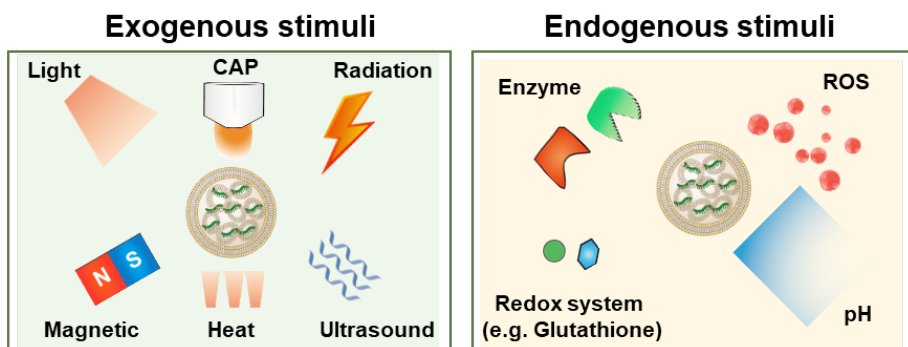 Exogenous stimuli
Light
CAP
Radiation
N S
Magnetic
Heat
Ultrasound
Endogenous stimuli
Enzyme
ROS
Redox system
(e.g. Glutathione)
pH